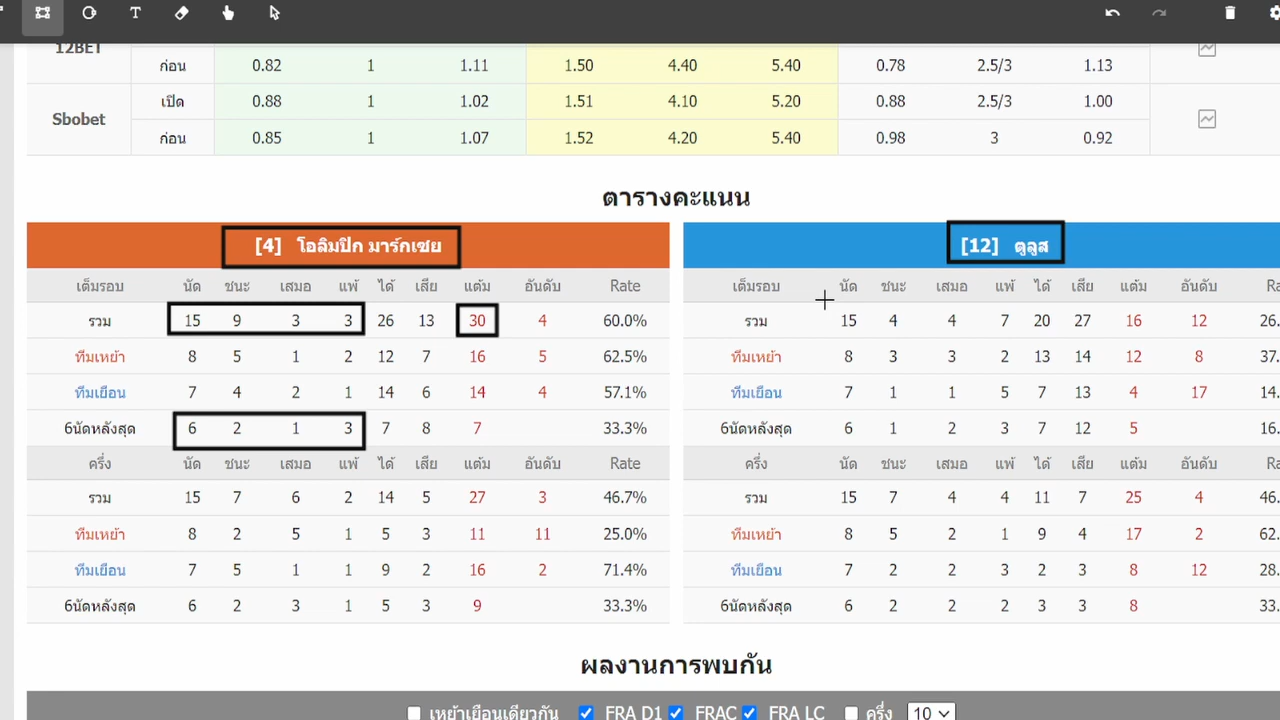 T
12BET
ก่อน 0.82 1 1.11 1.50 4.40 5.40 0.78 2.5/3 1.13
Sbobet
เปิด 0.88 1 1.02 1.51 4.10 5.20 0.88 2.5/3 1.00
ก่อน 0.85 1 1.07 1.52 4.20 5.40 0.98 3 0.92
ตารางคะแนน
[4] โอลิมปิก มาร์กเซย
เต็มรอบ นัด ชนะ เสมอ แพ้ ได้ เสีย แต้ม อันดับ Rate
รวม 15 9 3 3 26 13 30 4 60.0%
ทีมเหย้า 8 5 1 2 12 7 16 5 62.5%
ทีมเยือน 7 4 2 1 14 6 14 4 57.1%
6นัดหลังสุด 6 2 1 3 7 8 7 33.3%
ครึ่ง นัด ชนะ เสมอ แพ้ ได้ เสีย แต้ม อันดับ Rate
รวม 15 7 6 2 14 5 27 3 46.7%
ทีมเหย้า 8 2 5 1 5 3 11 11 25.0%
ทีมเยือน 7 5 1 1 9 2 16 2 71.4%
6นัดหลังสุด 6 2 3 1 5 3 9 33.3%
[12] ตูลูส
เต็มรอบ นัด ชนะ เสมอ แพ้ ได้ เสีย แต้ม อันดับ Ra
รวม 15 4 4 7 20 27 16 12 26.
ทีมเหย้า 8 3 3 2 13 14 12 8 37.
ทีมเยือน 7 1 1 5 7 13 4 17 14.
6นัดหลังสุด 6 1 2 3 7 12 5 16.
ครึ่ง นัด ชนะ เสมอ แพ้ ได้ เสีย แต้ม อันดับ Ra
รวม 15 7 4 4 11 7 25 4 46.
ทีมเหย้า 8 5 2 1 9 4 17 2 62.
ทีมเยือน 7 2 2 3 2 3 8 12 28.
6นัดหลังสุด 6 2 2 2 3 3 8 33.
ผลงานการพบกัน
เหย้าเยือนเดียวกัน FRA D1 FRAC FRA LC ครึ่ง 10